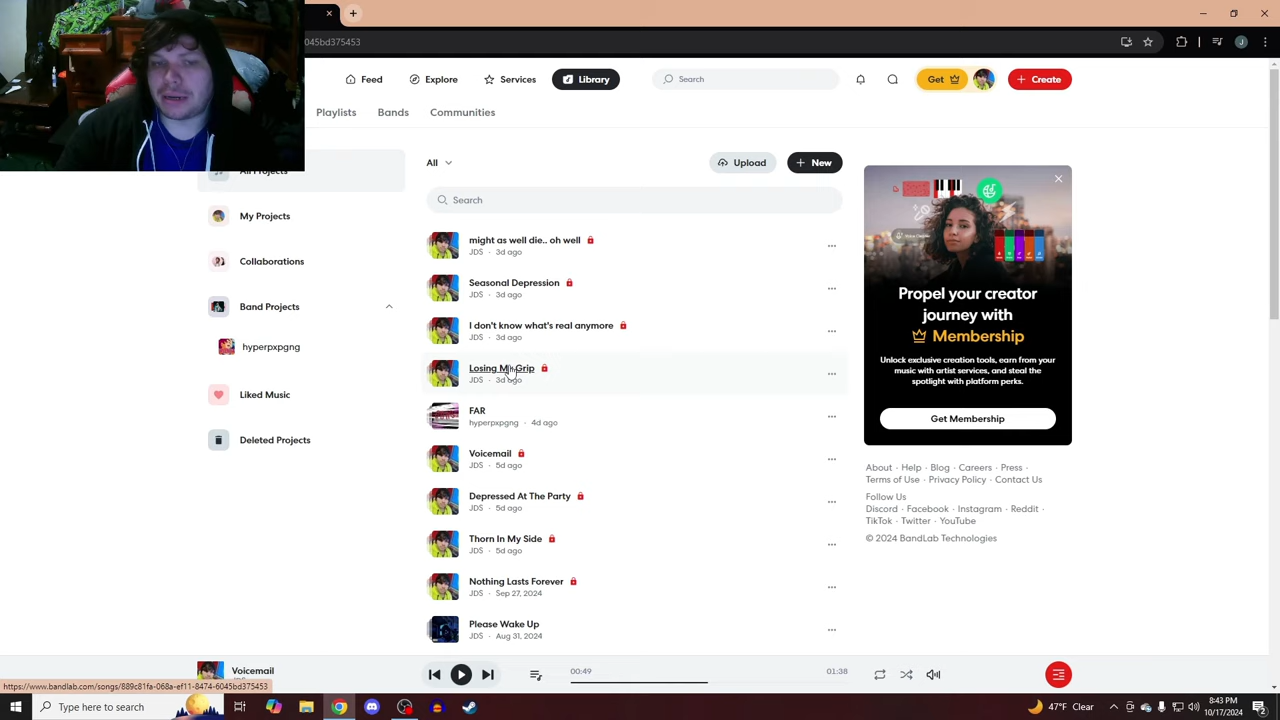 045bd375453
Feed
Explore
Services
Library
Search
Get
Create
Playlists
Bands
Communities
All Projects
My Projects
Collaborations
Band Projects
hyperpxpgng
Liked Music
Deleted Projects
All
Upload
New
Search
might as well die.. oh well
JDS · 3d ago
Seasonal Depression
JDS · 3d ago
I don't know what's real anymore
JDS · 3d ago
Losing My Grip
JDS · 3d ago
FAR
hyperpxpgng · 4d ago
Voicemail
JDS · 5d ago
Depressed At The Party
JDS · 5d ago
Thorn In My Side
JDS · 5d ago
Nothing Lasts Forever
JDS · Sep 27, 2024
Please Wake Up
JDS · Aug 31, 2024
Propel your creator
journey with
Membership
Unlock exclusive creation tools, earn from your
music with artist services, and steal the
spotlight with platform perks.
Get Membership
About · Help · Blog · Careers · Press ·
Terms of Use · Privacy Policy · Contact Us
Follow Us
Discord · Facebook · Instagram · Reddit ·
TikTok · Twitter · YouTube
© 2024 BandLab Technologies
Voicemail
00:49
01:38
https://www.bandlab.com/songs/889c81fa-068a-ef11-8474-6045bd375453
Type here to search
47°F Clear
8:43 PM
10/17/2024
2
J